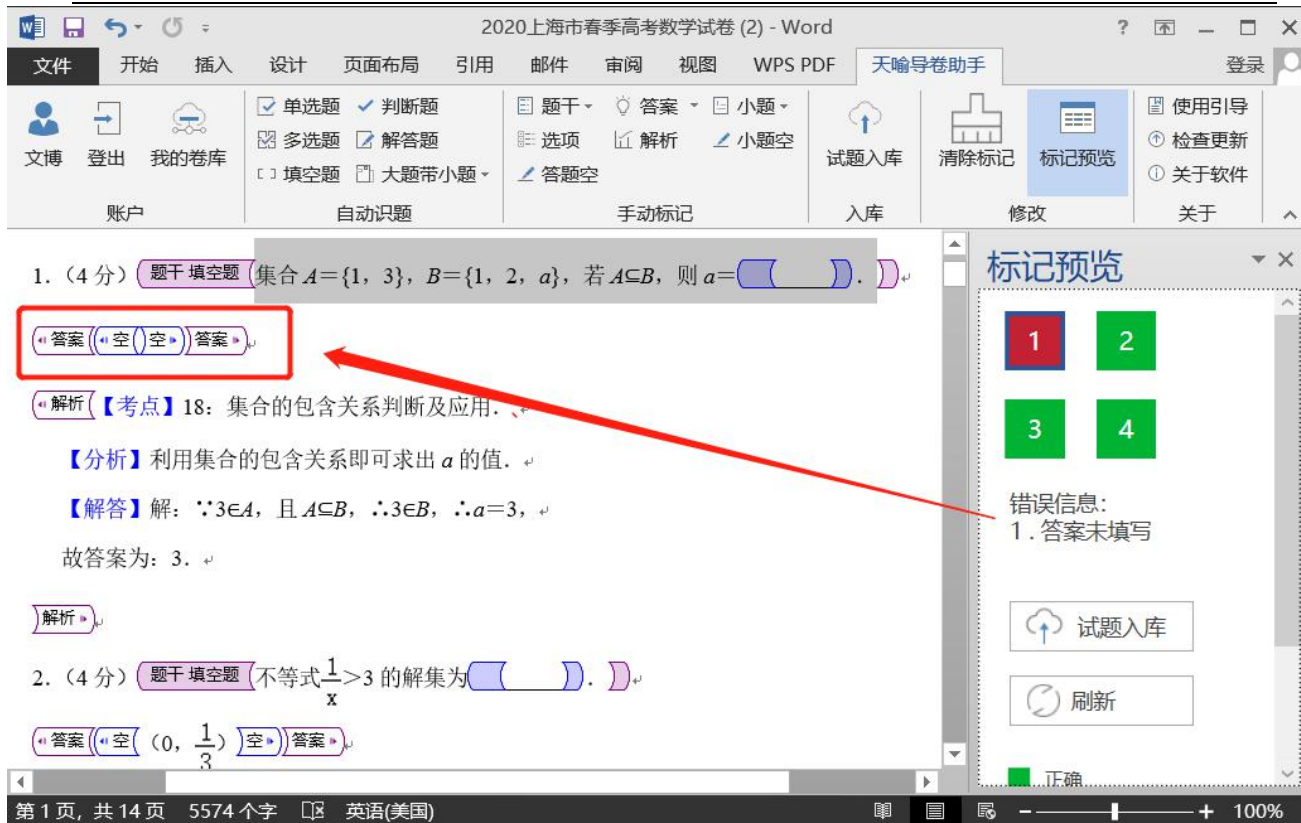 2020上海市春季高考数学试卷 (2) - Word
文件 开始 插入 设计 页面布局 引用 邮件 审阅 视图 WPS PDF 天喻导卷助手 登录
单选题 判断题 题干 答案 小题 使用引导
多选题 解答题 选项 解析 小题空 检查更新
文博 登出 我的卷库 试题入库 清除标记 标记预览
填空题 大题带小题 答题空 关于软件
账户 自动识题 手动标记 入库 修改 关于
标记预览
1.（4 分）题干 填空题 集合 A＝{1，3}，B＝{1，2，a}，若 A⊆B，则 a＝( )．
1 2
答案 空 空 答案
解析 【考点】18：集合的包含关系判断及应用．、
3 4
【分析】利用集合的包含关系即可求出 a 的值．
【解答】解：∵3∈A，且 A⊆B，∴3∈B，∴a＝3，
错误信息：
1 . 答案未填写
故答案为：3．
解析
试题入库
2.（4 分）题干 填空题 不等式1/x＞3 的解集为( )．
刷新
答案 空 （0，1/3） 空 答案
正确
第 1 页，共 14 页 5574 个字 英语(美国) 100%